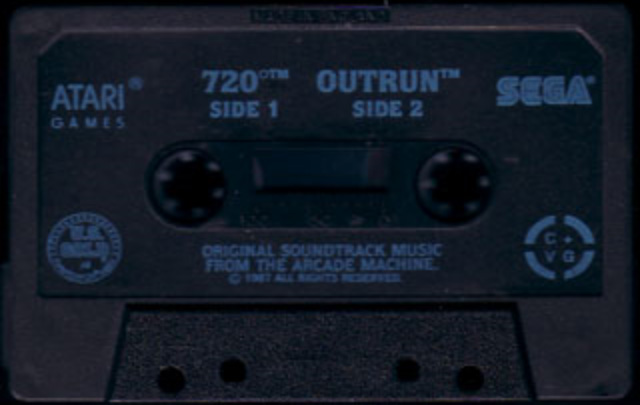 ATARI®
GAMES
720°™
SIDE 1
OUTRUN™
SIDE 2
SEGA®
U.S.
GOLD
C +
V G
ORIGINAL SOUNDTRACK MUSIC
FROM THE ARCADE MACHINE.
© 1987 ALL RIGHTS RESERVED.